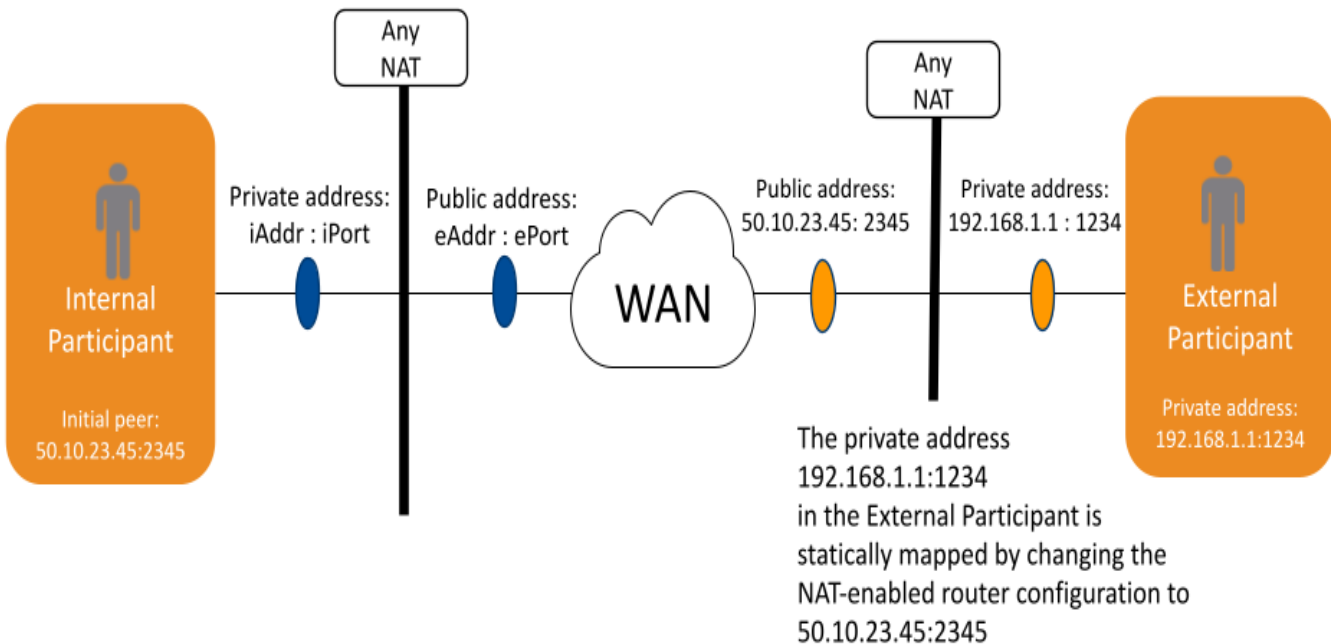 Any
NAT
Any
NAT
Private address:
iAddr : iPort
Public address:
eAddr : ePort
Public address:
50.10.23.45: 2345
Private address:
192.168.1.1 : 1234
Internal
Participant
Initial peer:
50.10.23.45:2345
WAN
External
Participant
Private address:
192.168.1.1:1234
The private address
192.168.1.1:1234
in the External Participant is
statically mapped by changing the
NAT-enabled router configuration to
50.10.23.45:2345